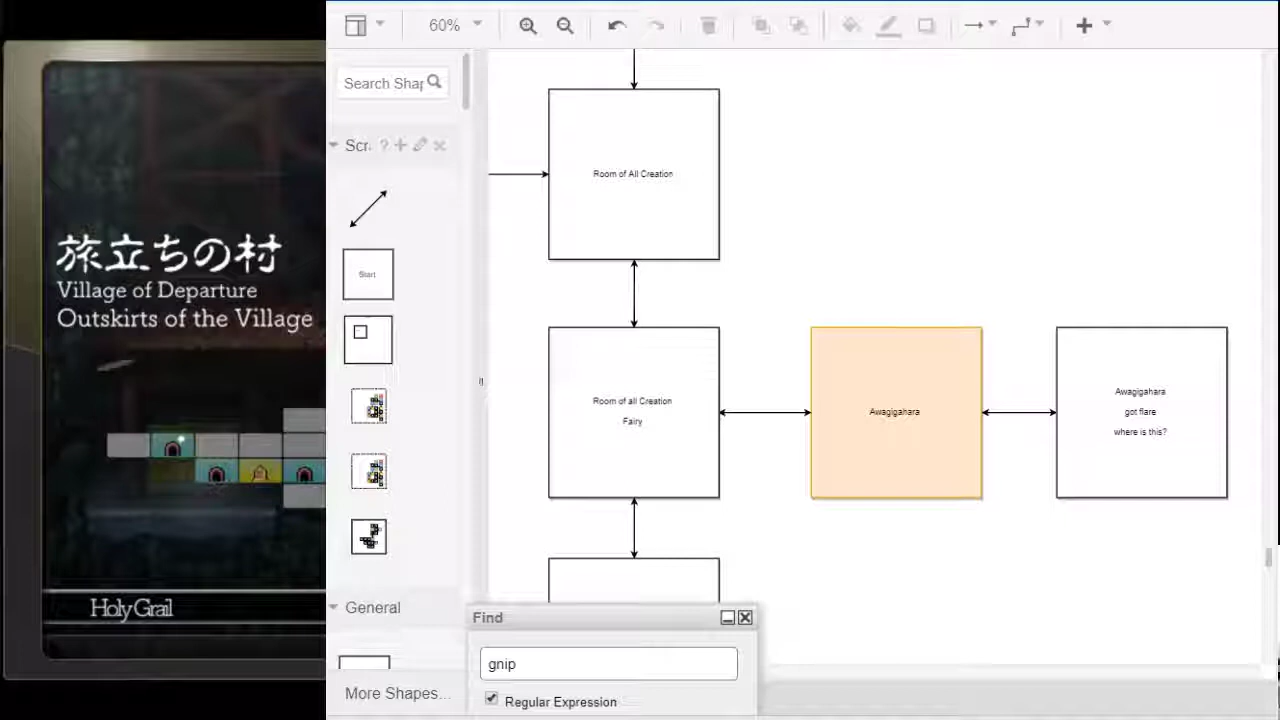 旅立ちの村
Village of Departure
Outskirts of the Village
Holy Grail
60%
Search Shap
Scr.
?
Start
General
More Shapes...
Room of All Creation
Room of all Creation
Fairy
Awagigahara
Awagigahara
got flare
where is this?
Find
gnip
Regular Expression